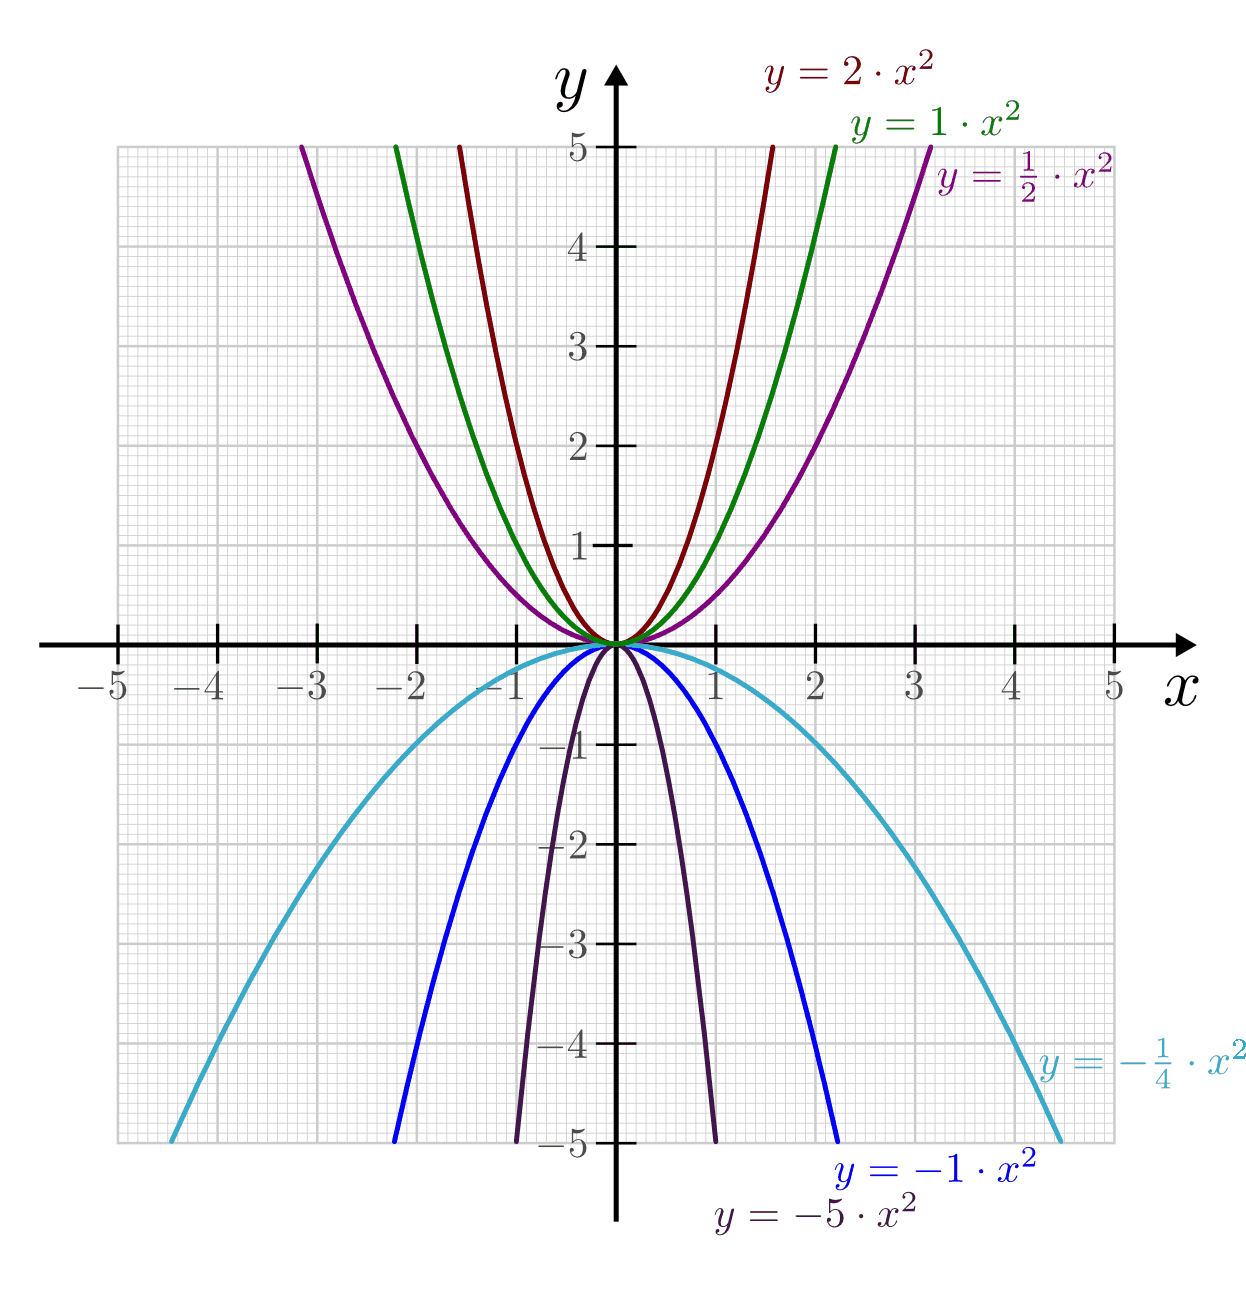 y = 2 · x²
y
y = 1 · x²
5
y = 1/2 · x²
4
3
2
1
−5 −4 −3 −2 −1 1 2 3 4 5
x
−1
−2
−3
−4
y = −1/4 · x²
−5
y = −1 · x²
y = −5 · x²